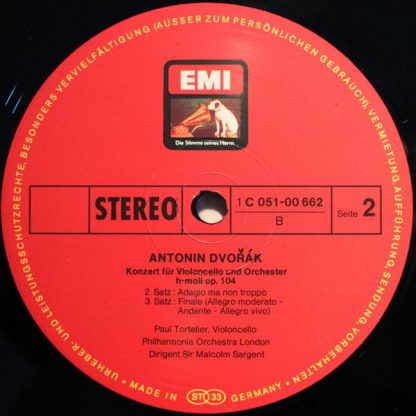 URHEBER- UND LEISTUNGSSCHUTZRECHTE, BESONDERS VERVIELFÄLTIGUNG (AUSSER ZUM PERSÖNLICHEN GEBRAUCH), VERMIETUNG, AUFFÜHRUNG, SENDUNG, VORBEHALTEN •
EMI
Die Stimme seines Herrn.
STEREO
1 C 051-00 662
B
Seite 2
ANTONIN DVOŘÁK
Konzert für Violoncello und Orchester
h-moll op. 104
2. Satz: Adagio ma non troppo
3. Satz: Finale (Allegro moderato -
Andante - Allegro vivo)
Paul Tortelier, Violoncello
Philharmonia Orchestra London
Dirigent Sir Malcolm Sargent
MADE IN ST 33 GERMANY •